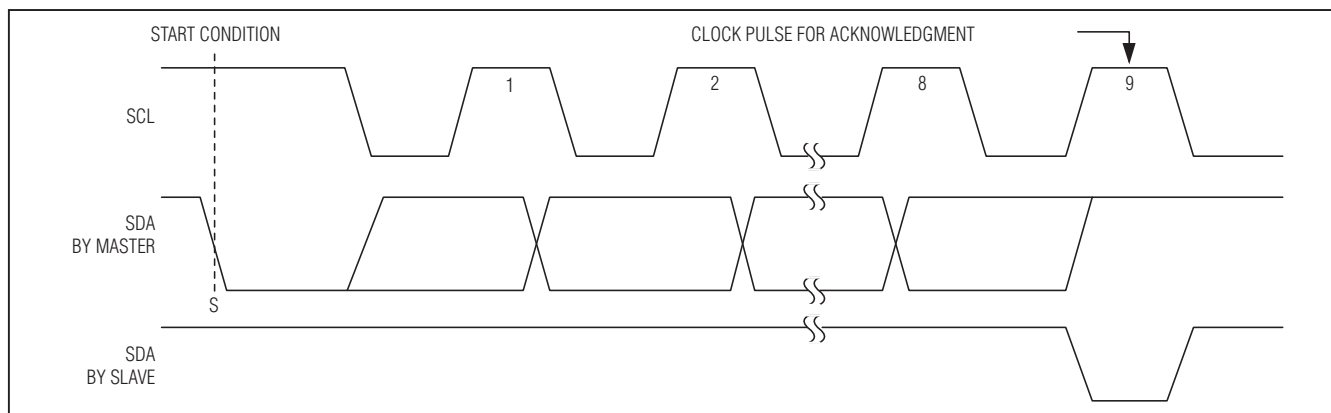 START CONDITION
CLOCK PULSE FOR ACKNOWLEDGMENT
SCL
1
2
8
9
SDA
BY MASTER
S
SDA
BY SLAVE